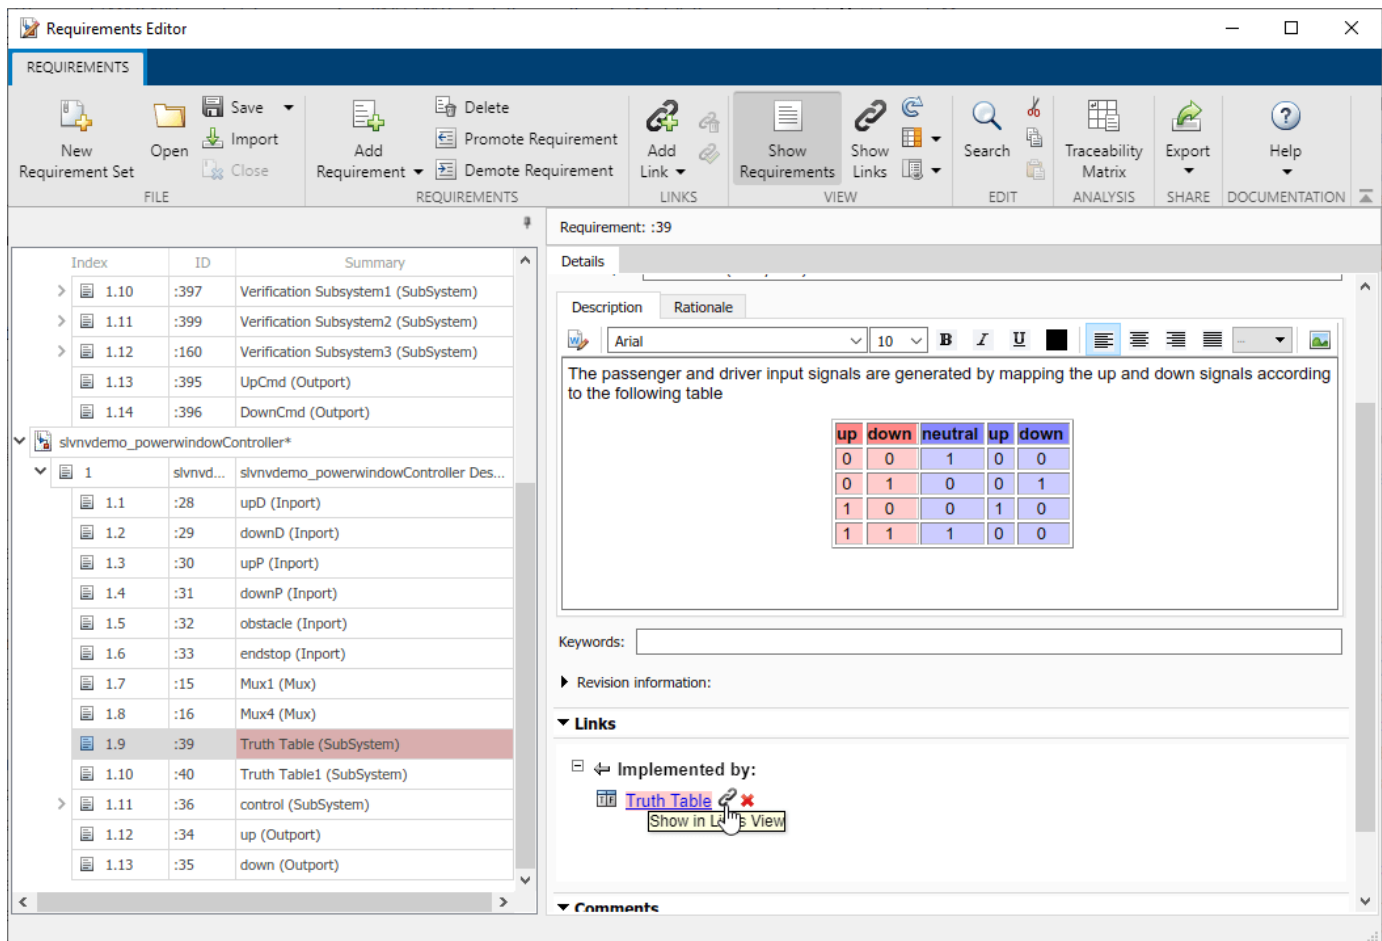 Requirements Editor
REQUIREMENTS
New Requirement Set
Open
Save
Import
Close
FILE
Add Requirement
Delete
Promote Requirement
Demote Requirement
REQUIREMENTS
Add Link
LINKS
Show Requirements
Show Links
VIEW
Search
EDIT
Traceability Matrix
ANALYSIS
Export
SHARE
Help
DOCUMENTATION
Index ID Summary
1.10 :397 Verification Subsystem1 (SubSystem)
1.11 :399 Verification Subsystem2 (SubSystem)
1.12 :160 Verification Subsystem3 (SubSystem)
1.13 :395 UpCmd (Outport)
1.14 :396 DownCmd (Outport)
slvnvdemo_powerwindowController*
1 slvnvd... slvnvdemo_powerwindowController Des...
1.1 :28 upD (Inport)
1.2 :29 downD (Inport)
1.3 :30 upP (Inport)
1.4 :31 downP (Inport)
1.5 :32 obstacle (Inport)
1.6 :33 endstop (Inport)
1.7 :15 Mux1 (Mux)
1.8 :16 Mux4 (Mux)
1.9 :39 Truth Table (SubSystem)
1.10 :40 Truth Table1 (SubSystem)
1.11 :36 control (SubSystem)
1.12 :34 up (Outport)
1.13 :35 down (Outport)
Requirement: :39
Details
Description Rationale
Arial 10 B I U
The passenger and driver input signals are generated by mapping the up and down signals according
to the following table
up down neutral up down
0 0 1 0 0
0 1 0 0 1
1 0 0 1 0
1 1 1 0 0
Keywords:
Revision information:
Links
Implemented by:
Truth Table
Show in Li s View
Comments